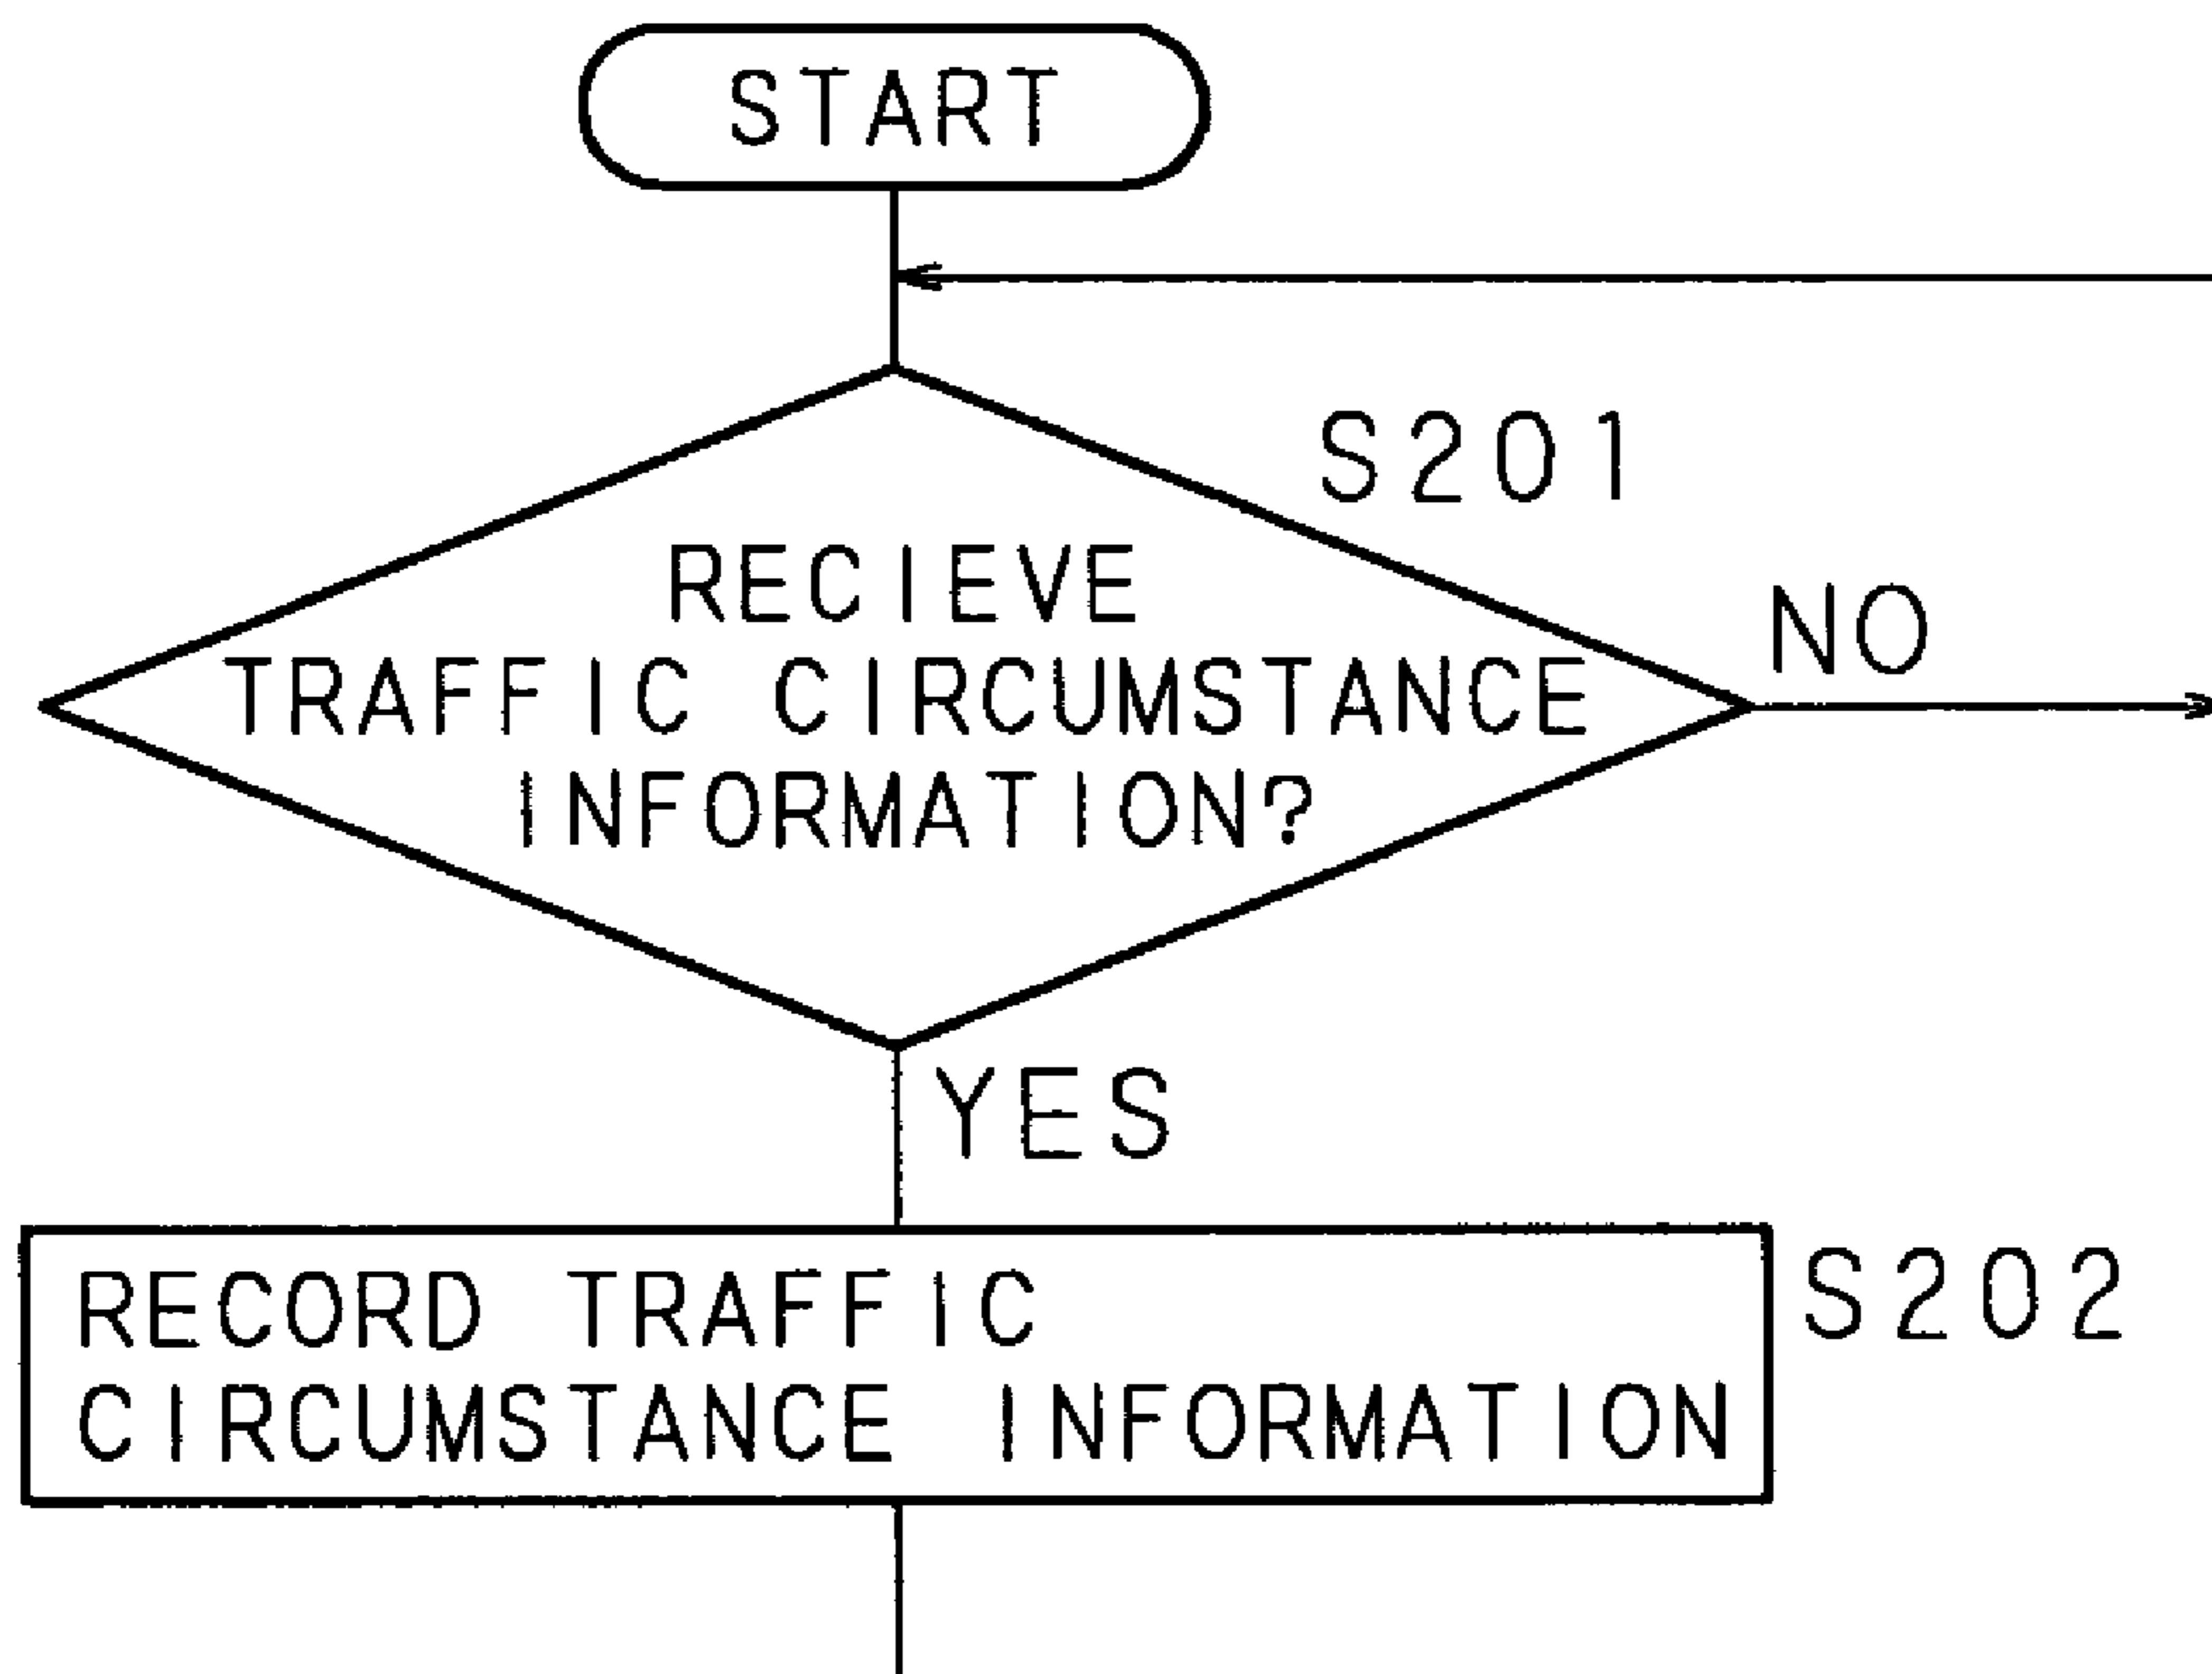 START
S201
RECIEVE
TRAFFIC CIRCUMSTANCE
INFORMATION?
NO
YES
RECORD TRAFFIC
CIRCUMSTANCE INFORMATION
S202